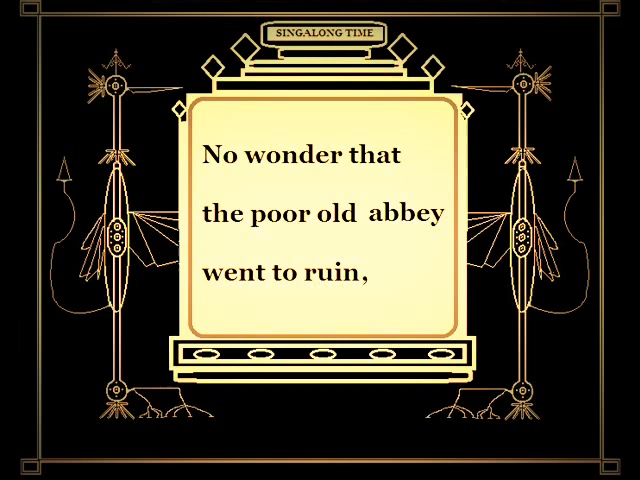 SINGALONG TIME
No wonder that
the poor old abbey
went to ruin,